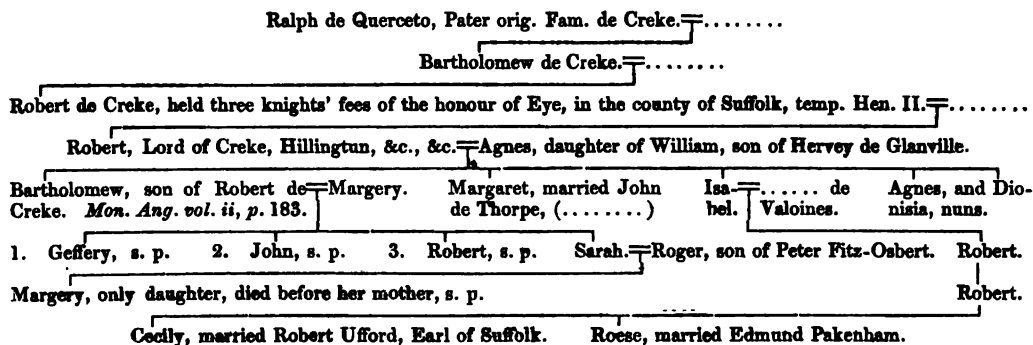 Ralph de Querceto, Pater orig. Fam. de Creke.=........
Bartholomew de Creke.=........
Robert de Creke, held three knights' fees of the honour of Eye, in the county of Suffolk, temp. Hen. II.=........
Robert, Lord of Creke, Hillingtun, &c., &c.=Agnes, daughter of William, son of Hervey de Glanville.
Bartholomew, son of Robert de=Margery. Margaret, married John Isa-=...... de Agnes, and Dio-
Creke. Mon. Ang. vol. ii, p. 183. de Thorpe, (........) bel. Valoines. nisia, nuns.
1. Geffery, s. p. 2. John, s. p. 3. Robert, s. p. Sarah.=Roger, son of Peter Fitz-Osbert. Robert.
Margery, only daughter, died before her mother, s. p. Robert.
Cecily, married Robert Ufford, Earl of Suffolk. Roese, married Edmund Pakenham.